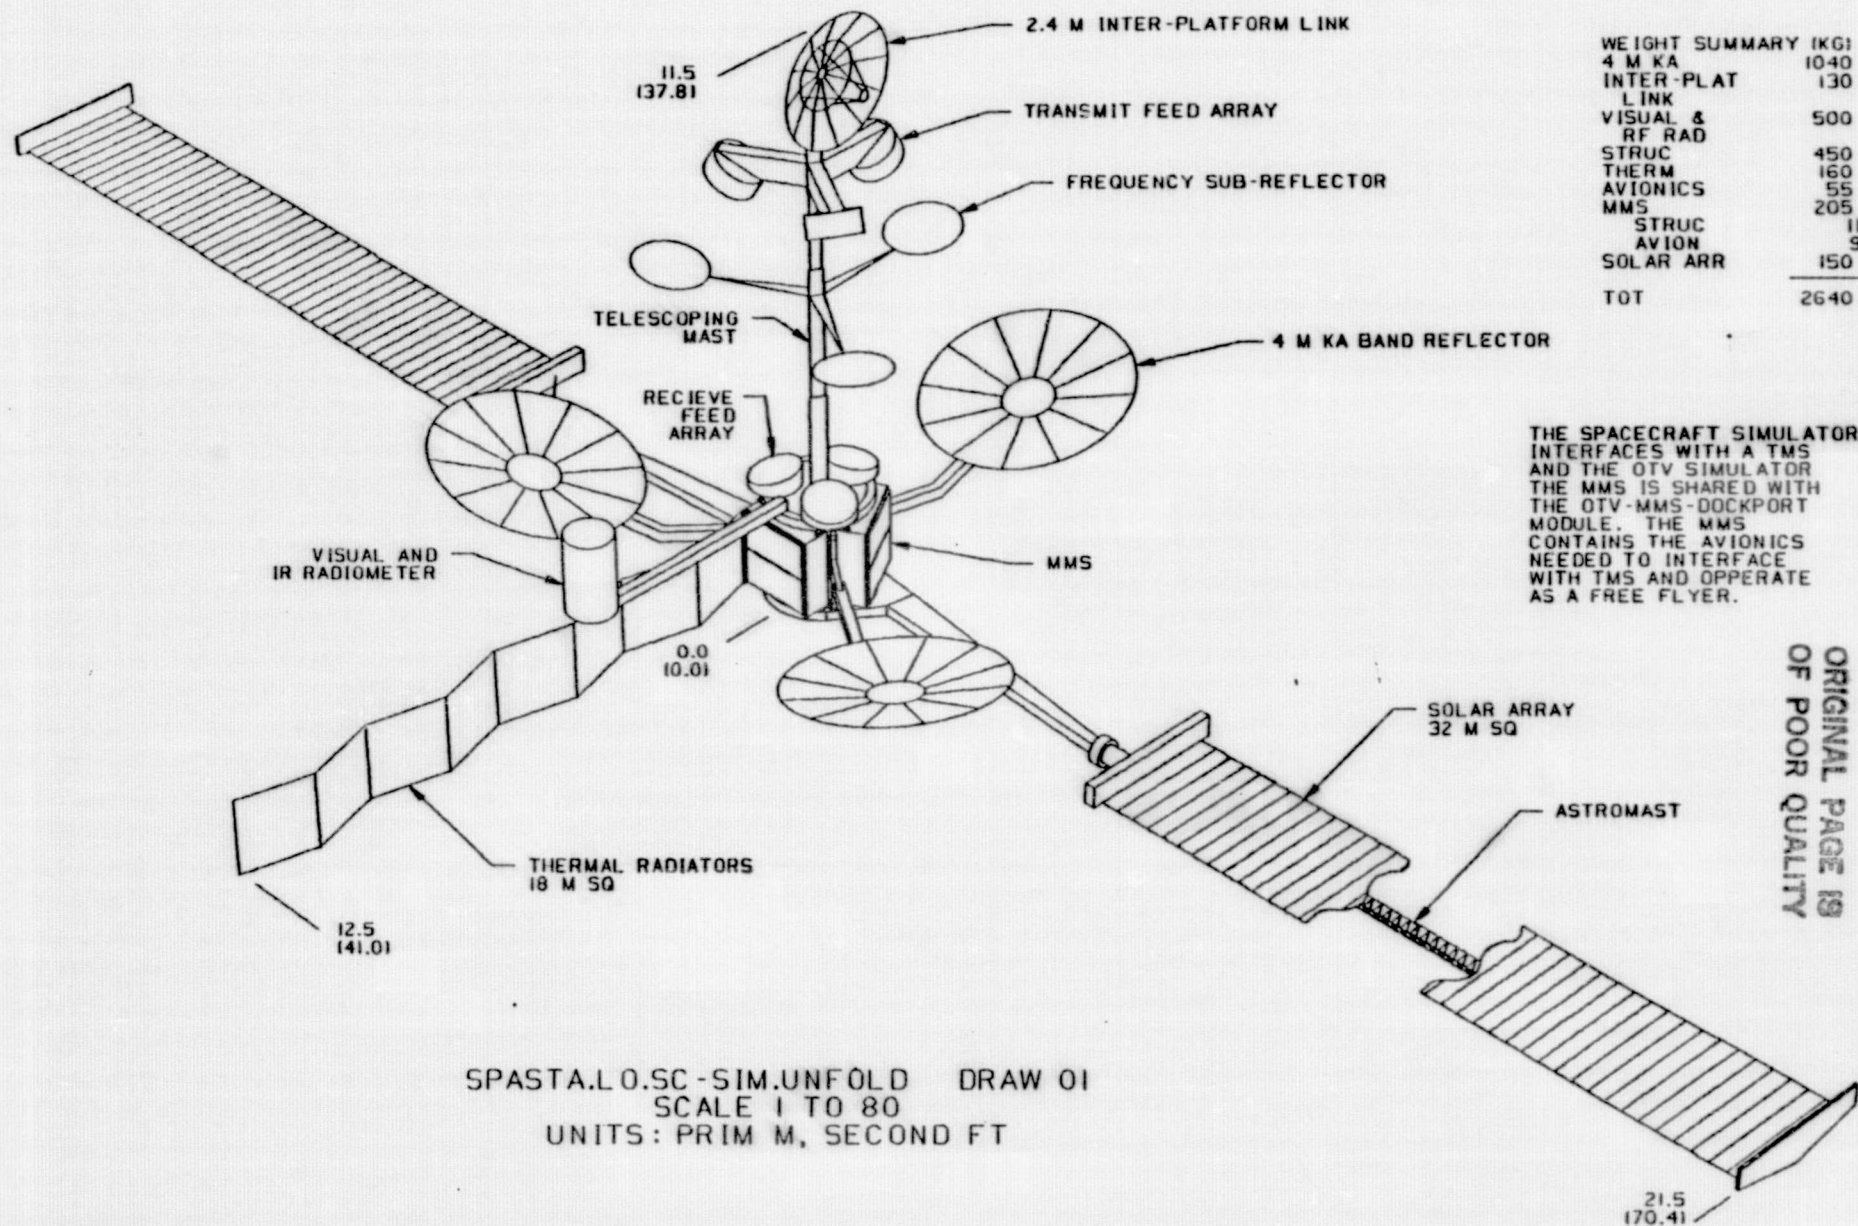 2.4 M INTER-PLATFORM LINK
11.5
(37.8)
TRANSMIT FEED ARRAY
FREQUENCY SUB-REFLECTOR
TELESCOPING
MAST
4 M KA BAND REFLECTOR
RECIEVE
FEED
ARRAY
VISUAL AND
IR RADIOMETER
MMS
0.0
(0.0)
SOLAR ARRAY
32 M SQ
ASTROMAST
THERMAL RADIATORS
18 M SQ
12.5
(41.0)
21.5
(70.4)
WEIGHT SUMMARY (KG)
4 M KA 1040
INTER-PLAT 130
LINK
VISUAL & 500
RF RAD
STRUC 450
THERM 160
AVIONICS 55
MMS 205
STRUC
AVION
SOLAR ARR 150
TOT 2640
THE SPACECRAFT SIMULATOR
INTERFACES WITH A TMS
AND THE OTV SIMULATOR
THE MMS IS SHARED WITH
THE OTV-MMS-DOCKPORT
MODULE. THE MMS
CONTAINS THE AVIONICS
NEEDED TO INTERFACE
WITH TMS AND OPPERATE
AS A FREE FLYER.
ORIGINAL PAGE IS
OF POOR QUALITY
SPASTA.LO.SC-SIM.UNFOLD DRAW 01
SCALE 1 TO 80
UNITS: PRIM M, SECOND FT